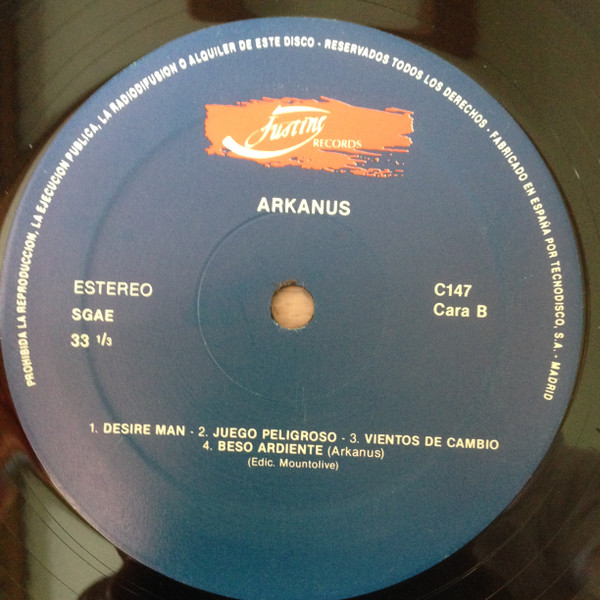 PROHIBIDA LA REPRODUCCION, LA EJECUCION PUBLICA, LA RADIODIFUSION O ALQUILER DE ESTE DISCO - RESERVADOS TODOS LOS DERECHOS - FABRICADO EN ESPAÑA POR TECNODISCO, S.A. - MADRID
Justine
RECORDS
ARKANUS
ESTEREO
SGAE
33 1/3
C147
Cara B
1. DESIRE MAN - 2. JUEGO PELIGROSO - 3. VIENTOS DE CAMBIO
4. BESO ARDIENTE (Arkanus)
(Edic. Mountolive)